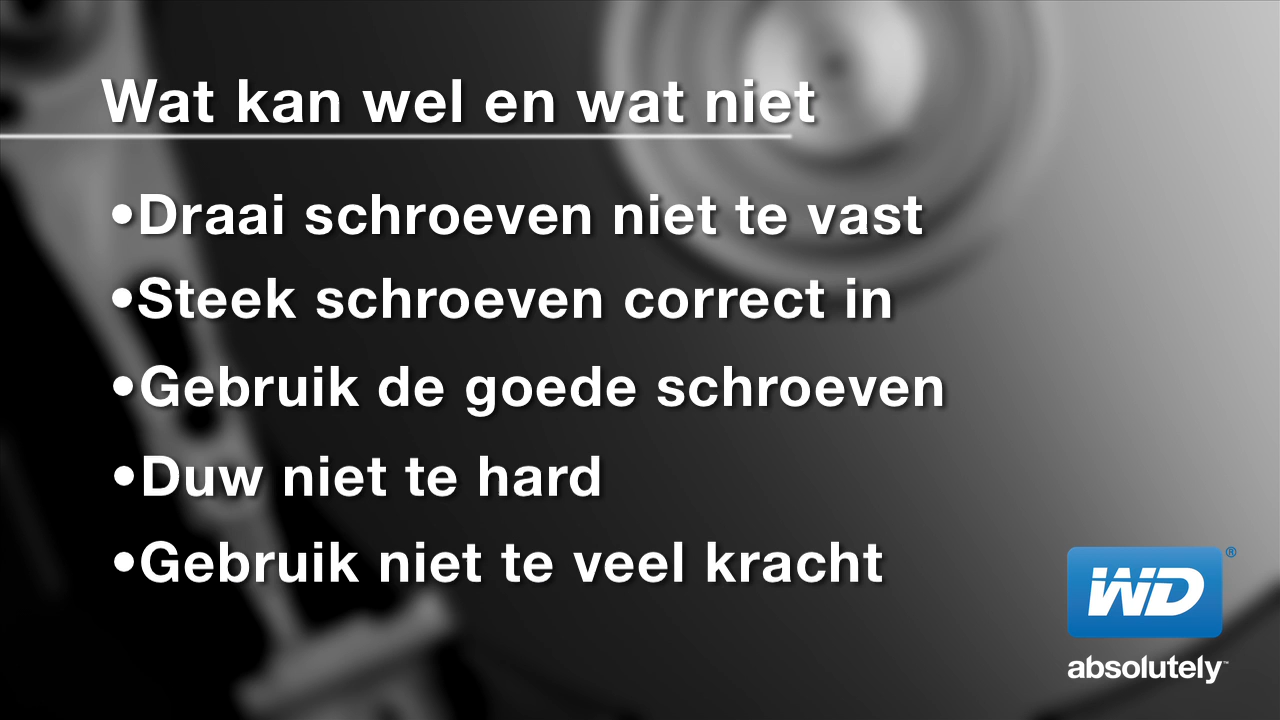 Wat kan wel en wat niet
•Draai schroeven niet te vast
•Steek schroeven correct in
•Gebruik de goede schroeven
•Duw niet te hard
•Gebruik niet te veel kracht
WD®
absolutely™